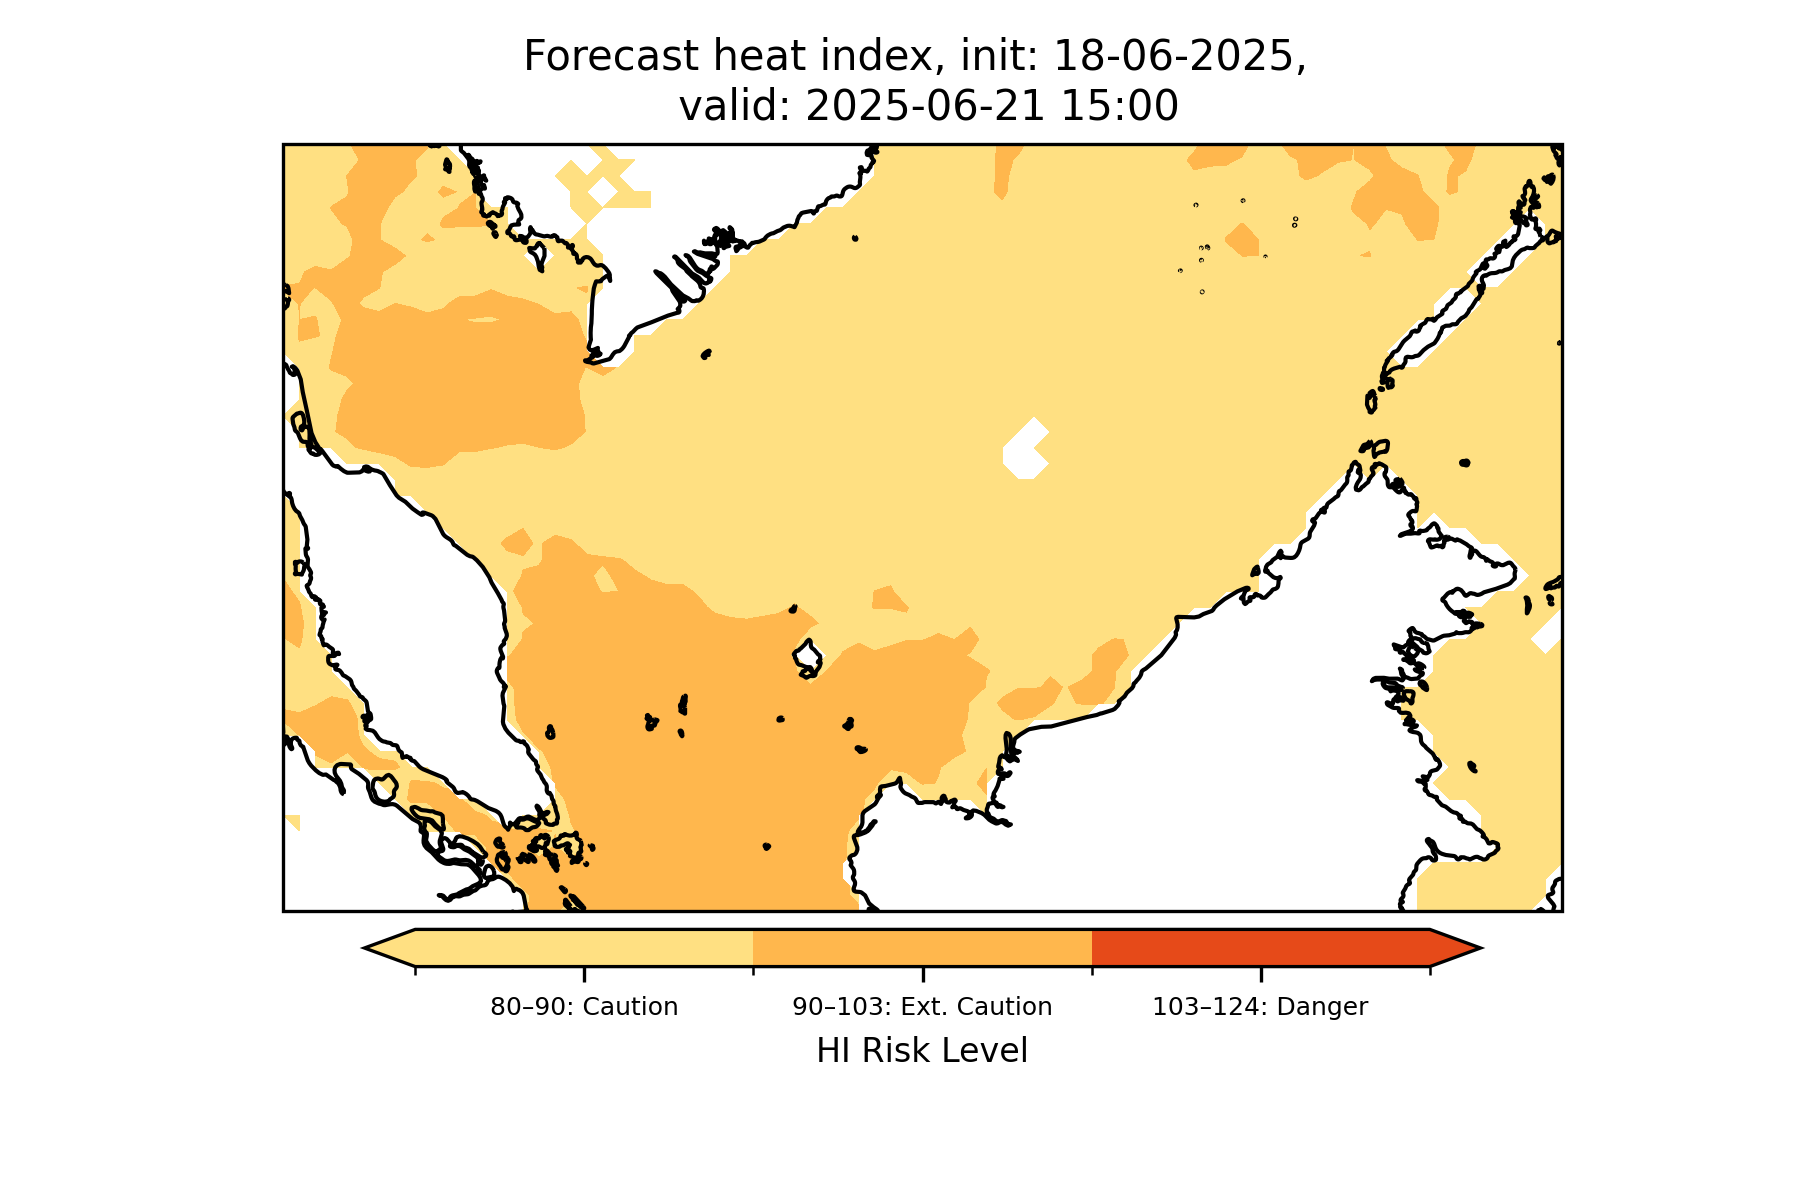 Forecast heat index, init: 18-06-2025,
valid: 2025-06-21 15:00
80–90: Caution
90–103: Ext. Caution
103–124: Danger
HI Risk Level